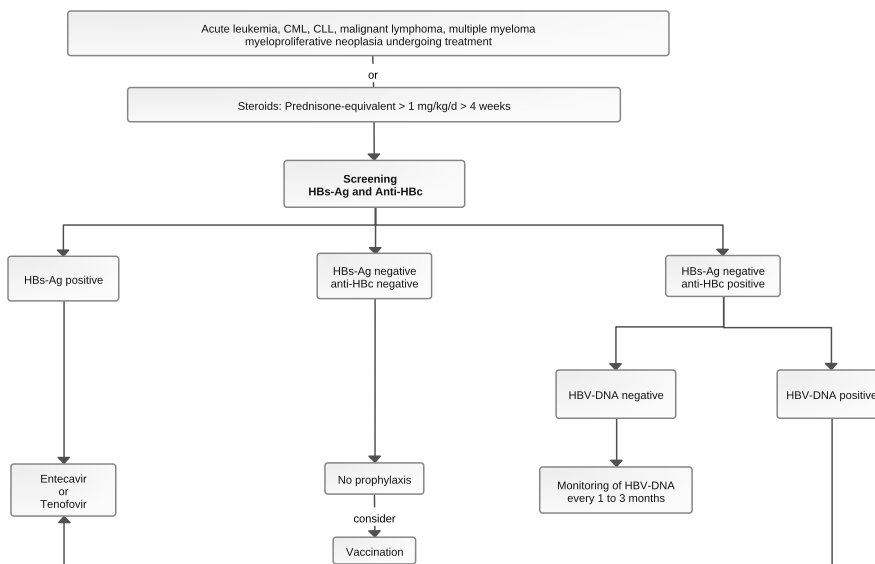 Acute leukemia, CML, CLL, malignant lymphoma, multiple myeloma
myeloproliferative neoplasia undergoing treatment
or
Steroids: Prednisone-equivalent > 1 mg/kg/d > 4 weeks
Screening
HBs-Ag and Anti-HBc
HBs-Ag positive
HBs-Ag negative
anti-HBc negative
HBs-Ag negative
anti-HBc positive
HBV-DNA negative
HBV-DNA positive
Entecavir
or
Tenofovir
No prophylaxis
Monitoring of HBV-DNA
every 1 to 3 months
consider
Vaccination